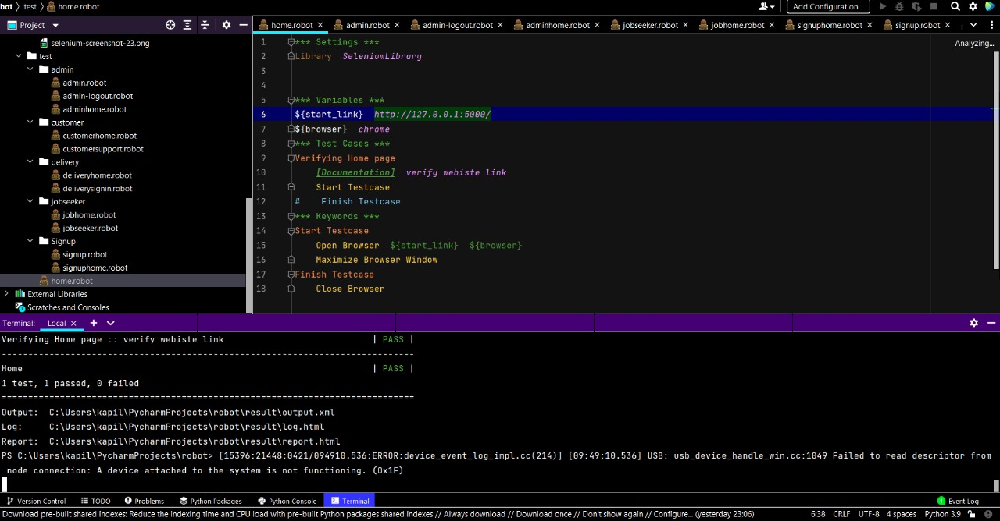 bot test home.robot Add Configuration...
Project
home.robot admin.robot admin-logout.robot adminhome.robot jobseeker.robot jobhome.robot signuphome.robot signup.robot
selenium-screenshot-23.png
test
admin
admin.robot
admin-logout.robot
adminhome.robot
customer
customerhome.robot
customersupport.robot
delivery
deliveryhome.robot
deliverysignin.robot
jobseeker
jobhome.robot
jobseeker.robot
Signup
signup.robot
signuphome.robot
home.robot
External Libraries
Scratches and Consoles
Analyzing...
1 *** Settings ***
2 Library  SeleniumLibrary
3
4
5 *** Variables ***
6 ${start_link}  http://127.0.0.1:5000/
7 ${browser}  chrome
8 *** Test Cases ***
9 Verifying Home page
10     [Documentation]  verify webiste link
11     Start Testcase
12 #    Finish Testcase
13 *** Keywords ***
14 Start Testcase
15     Open Browser  ${start_link}  ${browser}
16     Maximize Browser Window
17 Finish Testcase
18     Close Browser
Terminal: Local
Verifying Home page :: verify webiste link | PASS |
------------------------------------------------------------------------------
Home | PASS |
1 test, 1 passed, 0 failed
==============================================================================
Output:  C:\Users\kapil\PycharmProjects\robot\result\output.xml
Log:     C:\Users\kapil\PycharmProjects\robot\result\log.html
Report:  C:\Users\kapil\PycharmProjects\robot\result\report.html
PS C:\Users\kapil\PycharmProjects\robot> [15396:21448:0421/094910.536:ERROR:device_event_log_impl.cc(214)] [09:49:10.536] USB: usb_device_handle_win.cc:1049 Failed to read descriptor from
node connection: A device attached to the system is not functioning. (0x1F)
Version Control TODO Problems Python Packages Python Console Terminal 1 Event Log
Download pre-built shared indexes: Reduce the indexing time and CPU load with pre-built Python packages shared indexes // Always download // Download once // Don't show again // Configure... (yesterday 23:06) 6:38 CRLF UTF-8 4 spaces Python 3.9